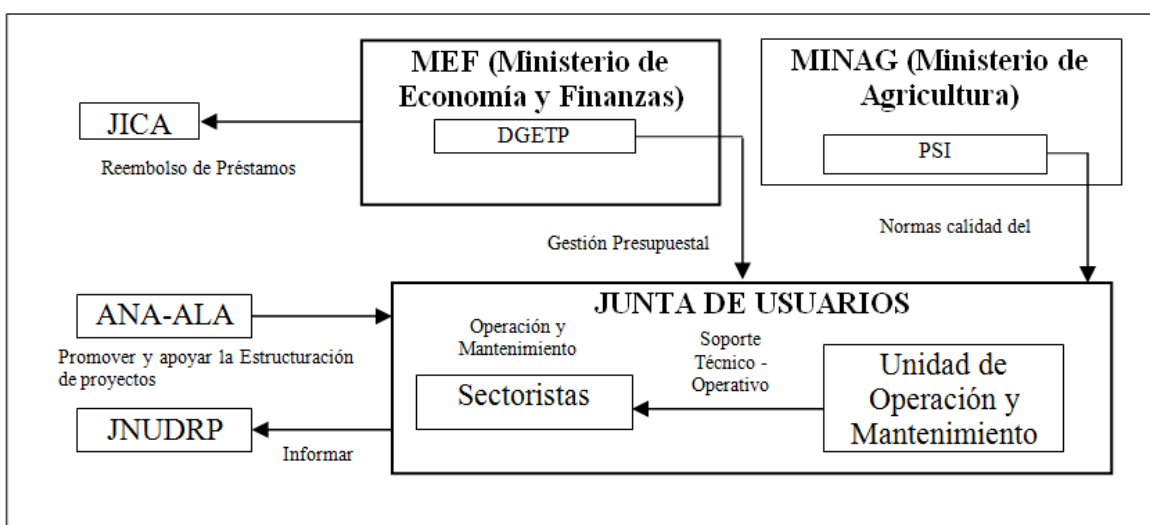 MEF (Ministerio de
Economía y Finanzas)
DGETP
MINAG (Ministerio de
Agricultura)
PSI
JICA
Reembolso de Préstamos
Gestión Presupuestal
Normas calidad del
ANA-ALA
Promover y apoyar la Estructuración
de proyectos
JNUDRP
Informar
JUNTA DE USUARIOS
Operación y
Mantenimiento
Sectoristas
Soporte
Técnico -
Operativo
Unidad de
Operación y
Mantenimiento